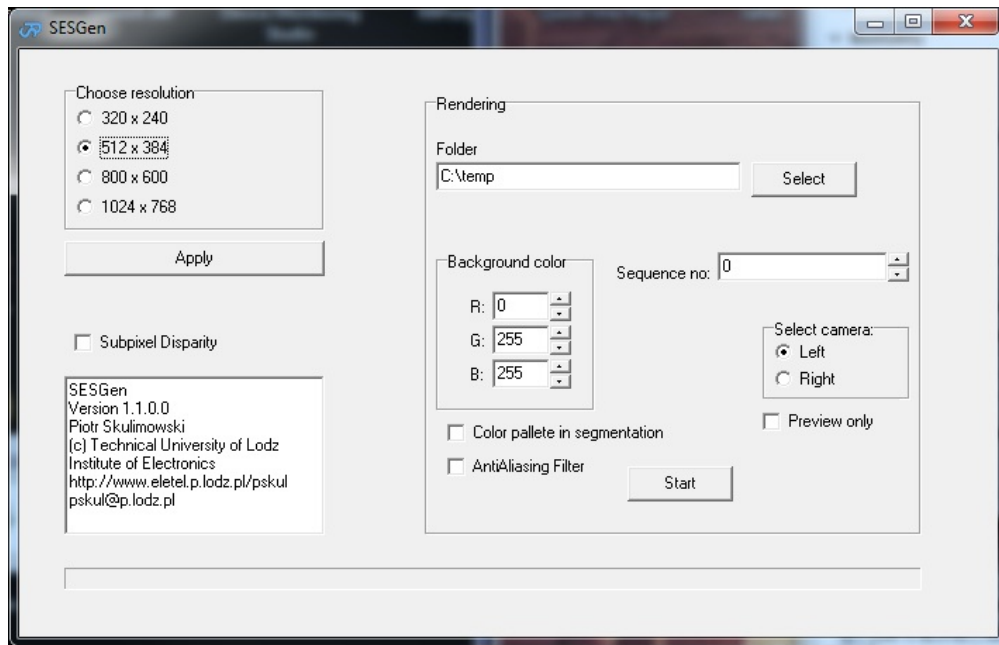 SESGen
Choose resolution
320 x 240
512 x 384
800 x 600
1024 x 768
Apply
Subpixel Disparity
SESGen
Version 1.1.0.0
Piotr Skulimowski
(c) Technical University of Lodz
Institute of Electronics
http://www.eletel.p.lodz.pl/pskul
pskul@p.lodz.pl
Rendering
Folder
C:\temp
Select
Background color
R: 0
G: 255
B: 255
Sequence no: 0
Select camera:
Left
Right
Preview only
Color pallete in segmentation
AntiAliasing Filter
Start